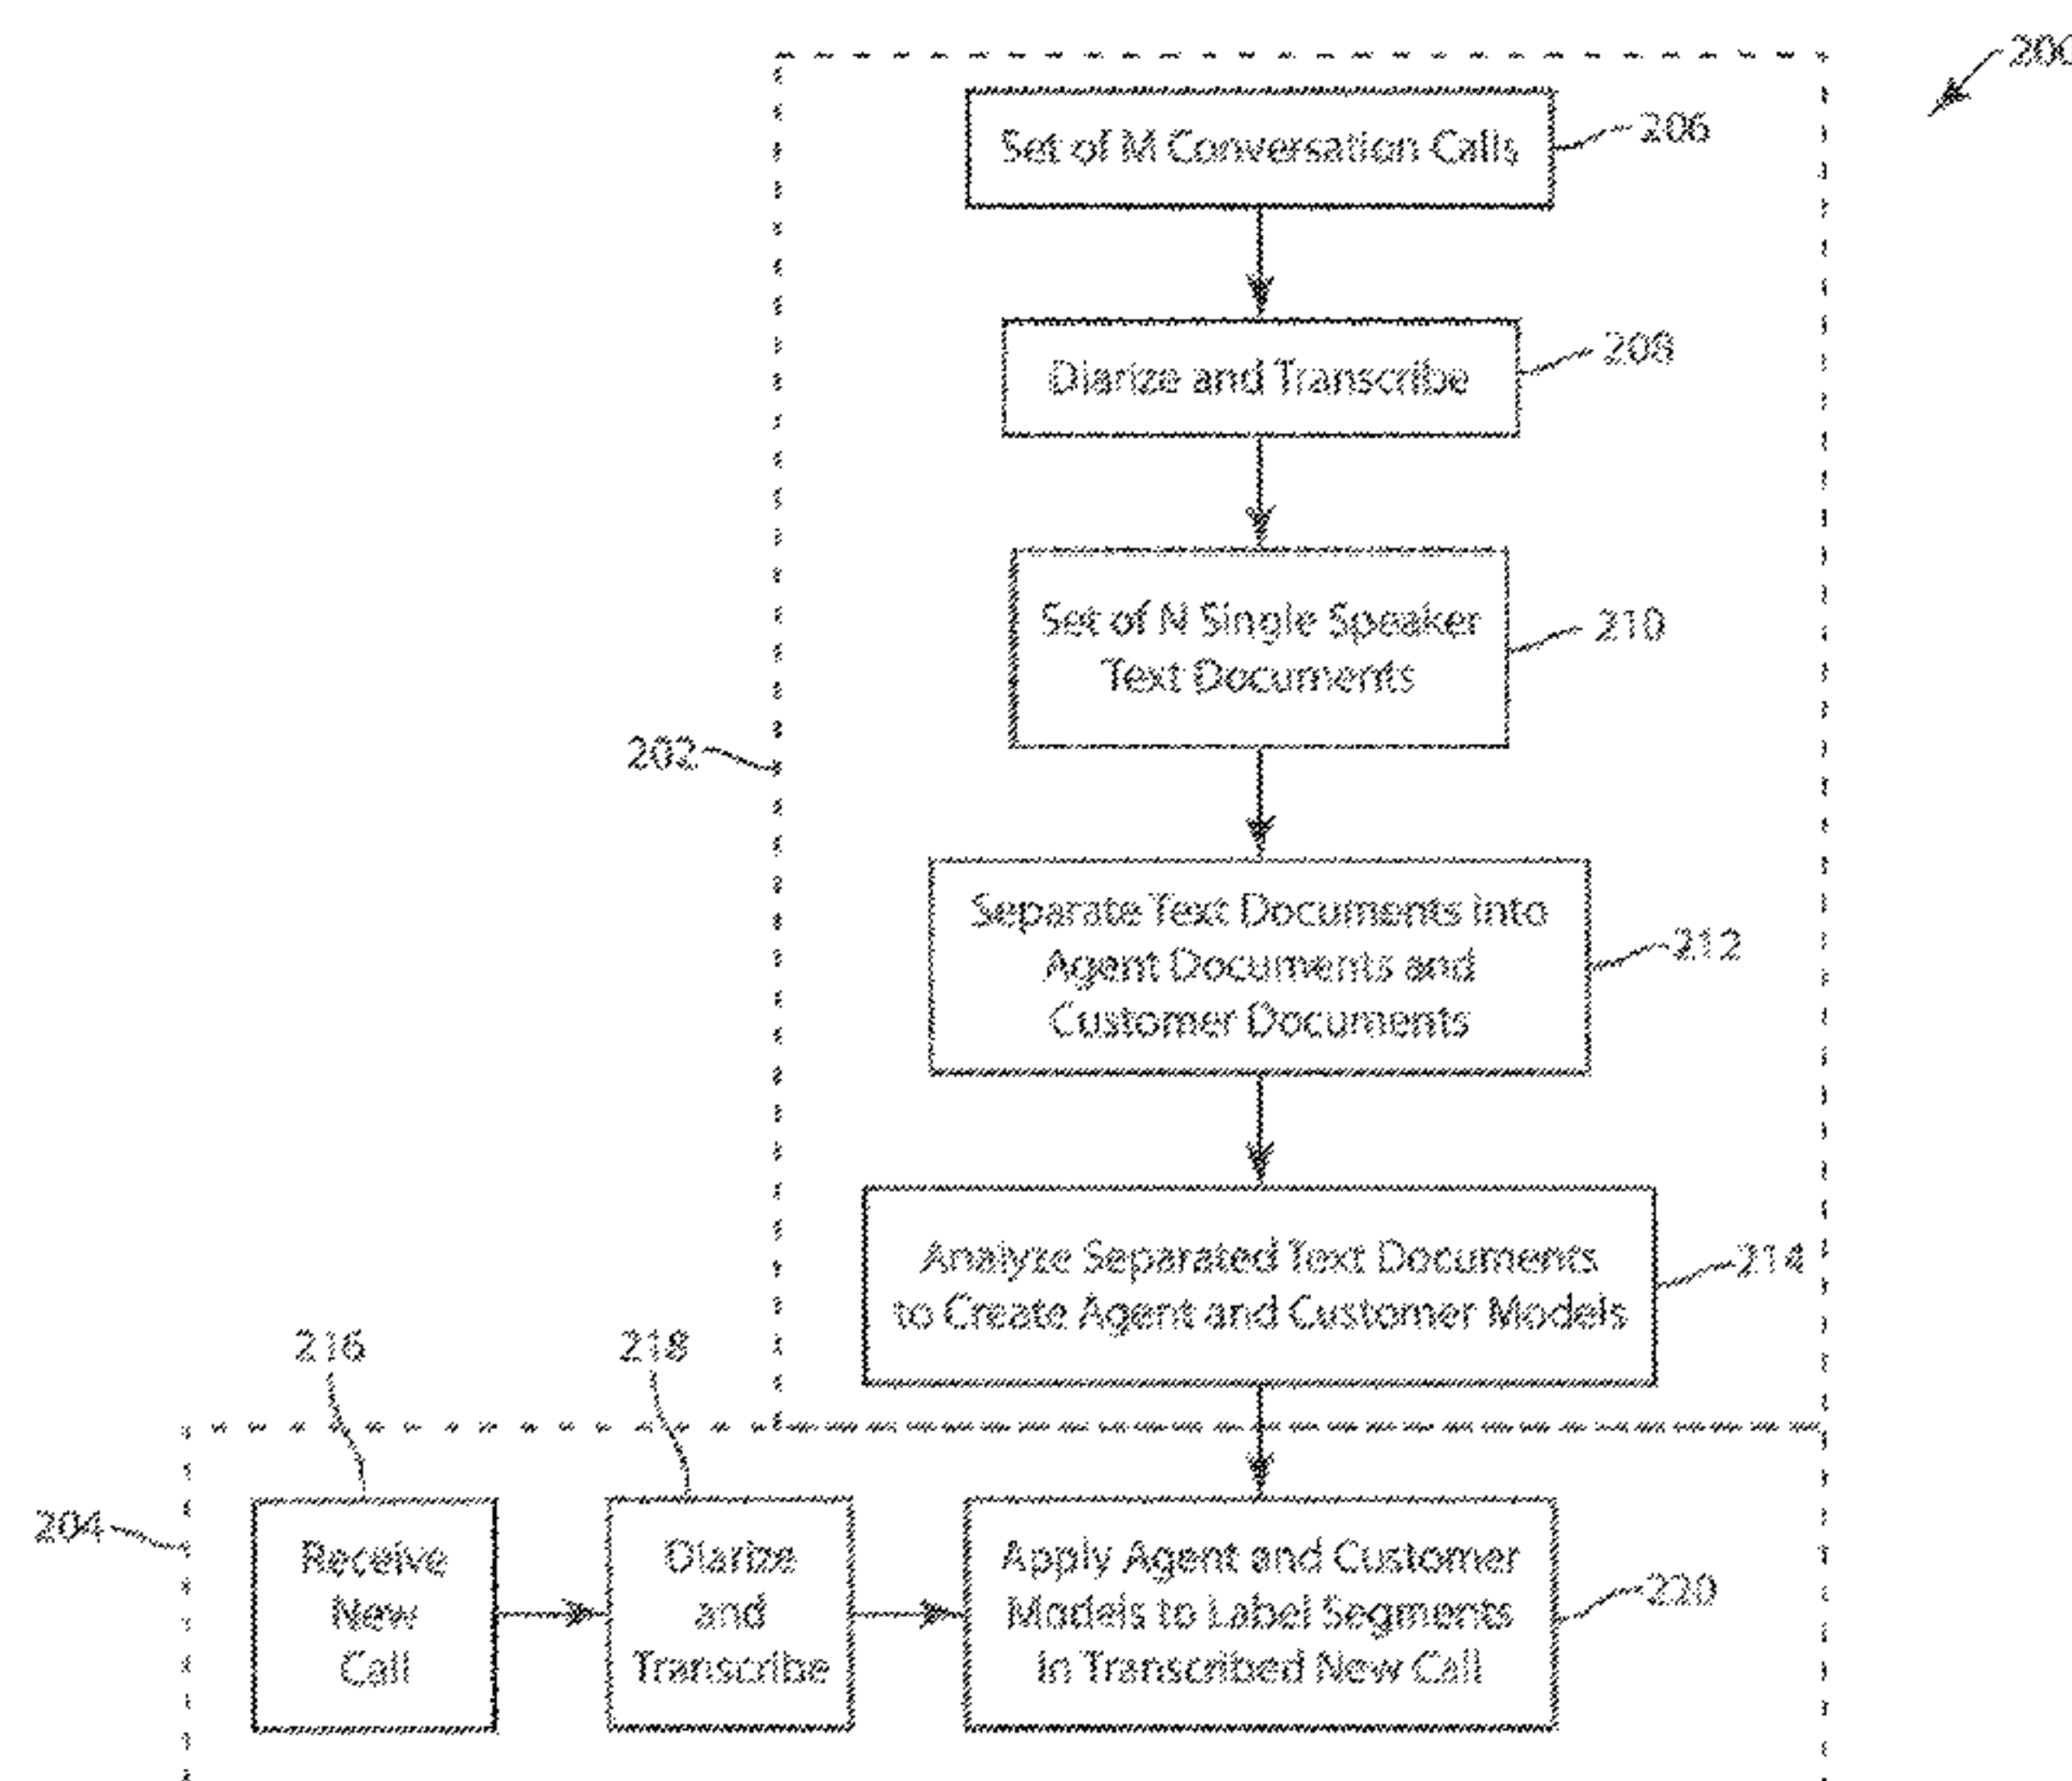 200
Set of M Conversation Calls
206
Diarize and Transcribe
208
Set of N Single Speaker
Text Documents
210
202
Separate Text Documents into
Agent Documents and
Customer Documents
212
Analyze Separated Text Documents
to Create Agent and Customer Models
214
216
218
204
Receive
New
Call
Diarize
and
Transcribe
Apply Agent and Customer
Models to Label Segments
in Transcribed New Call
220